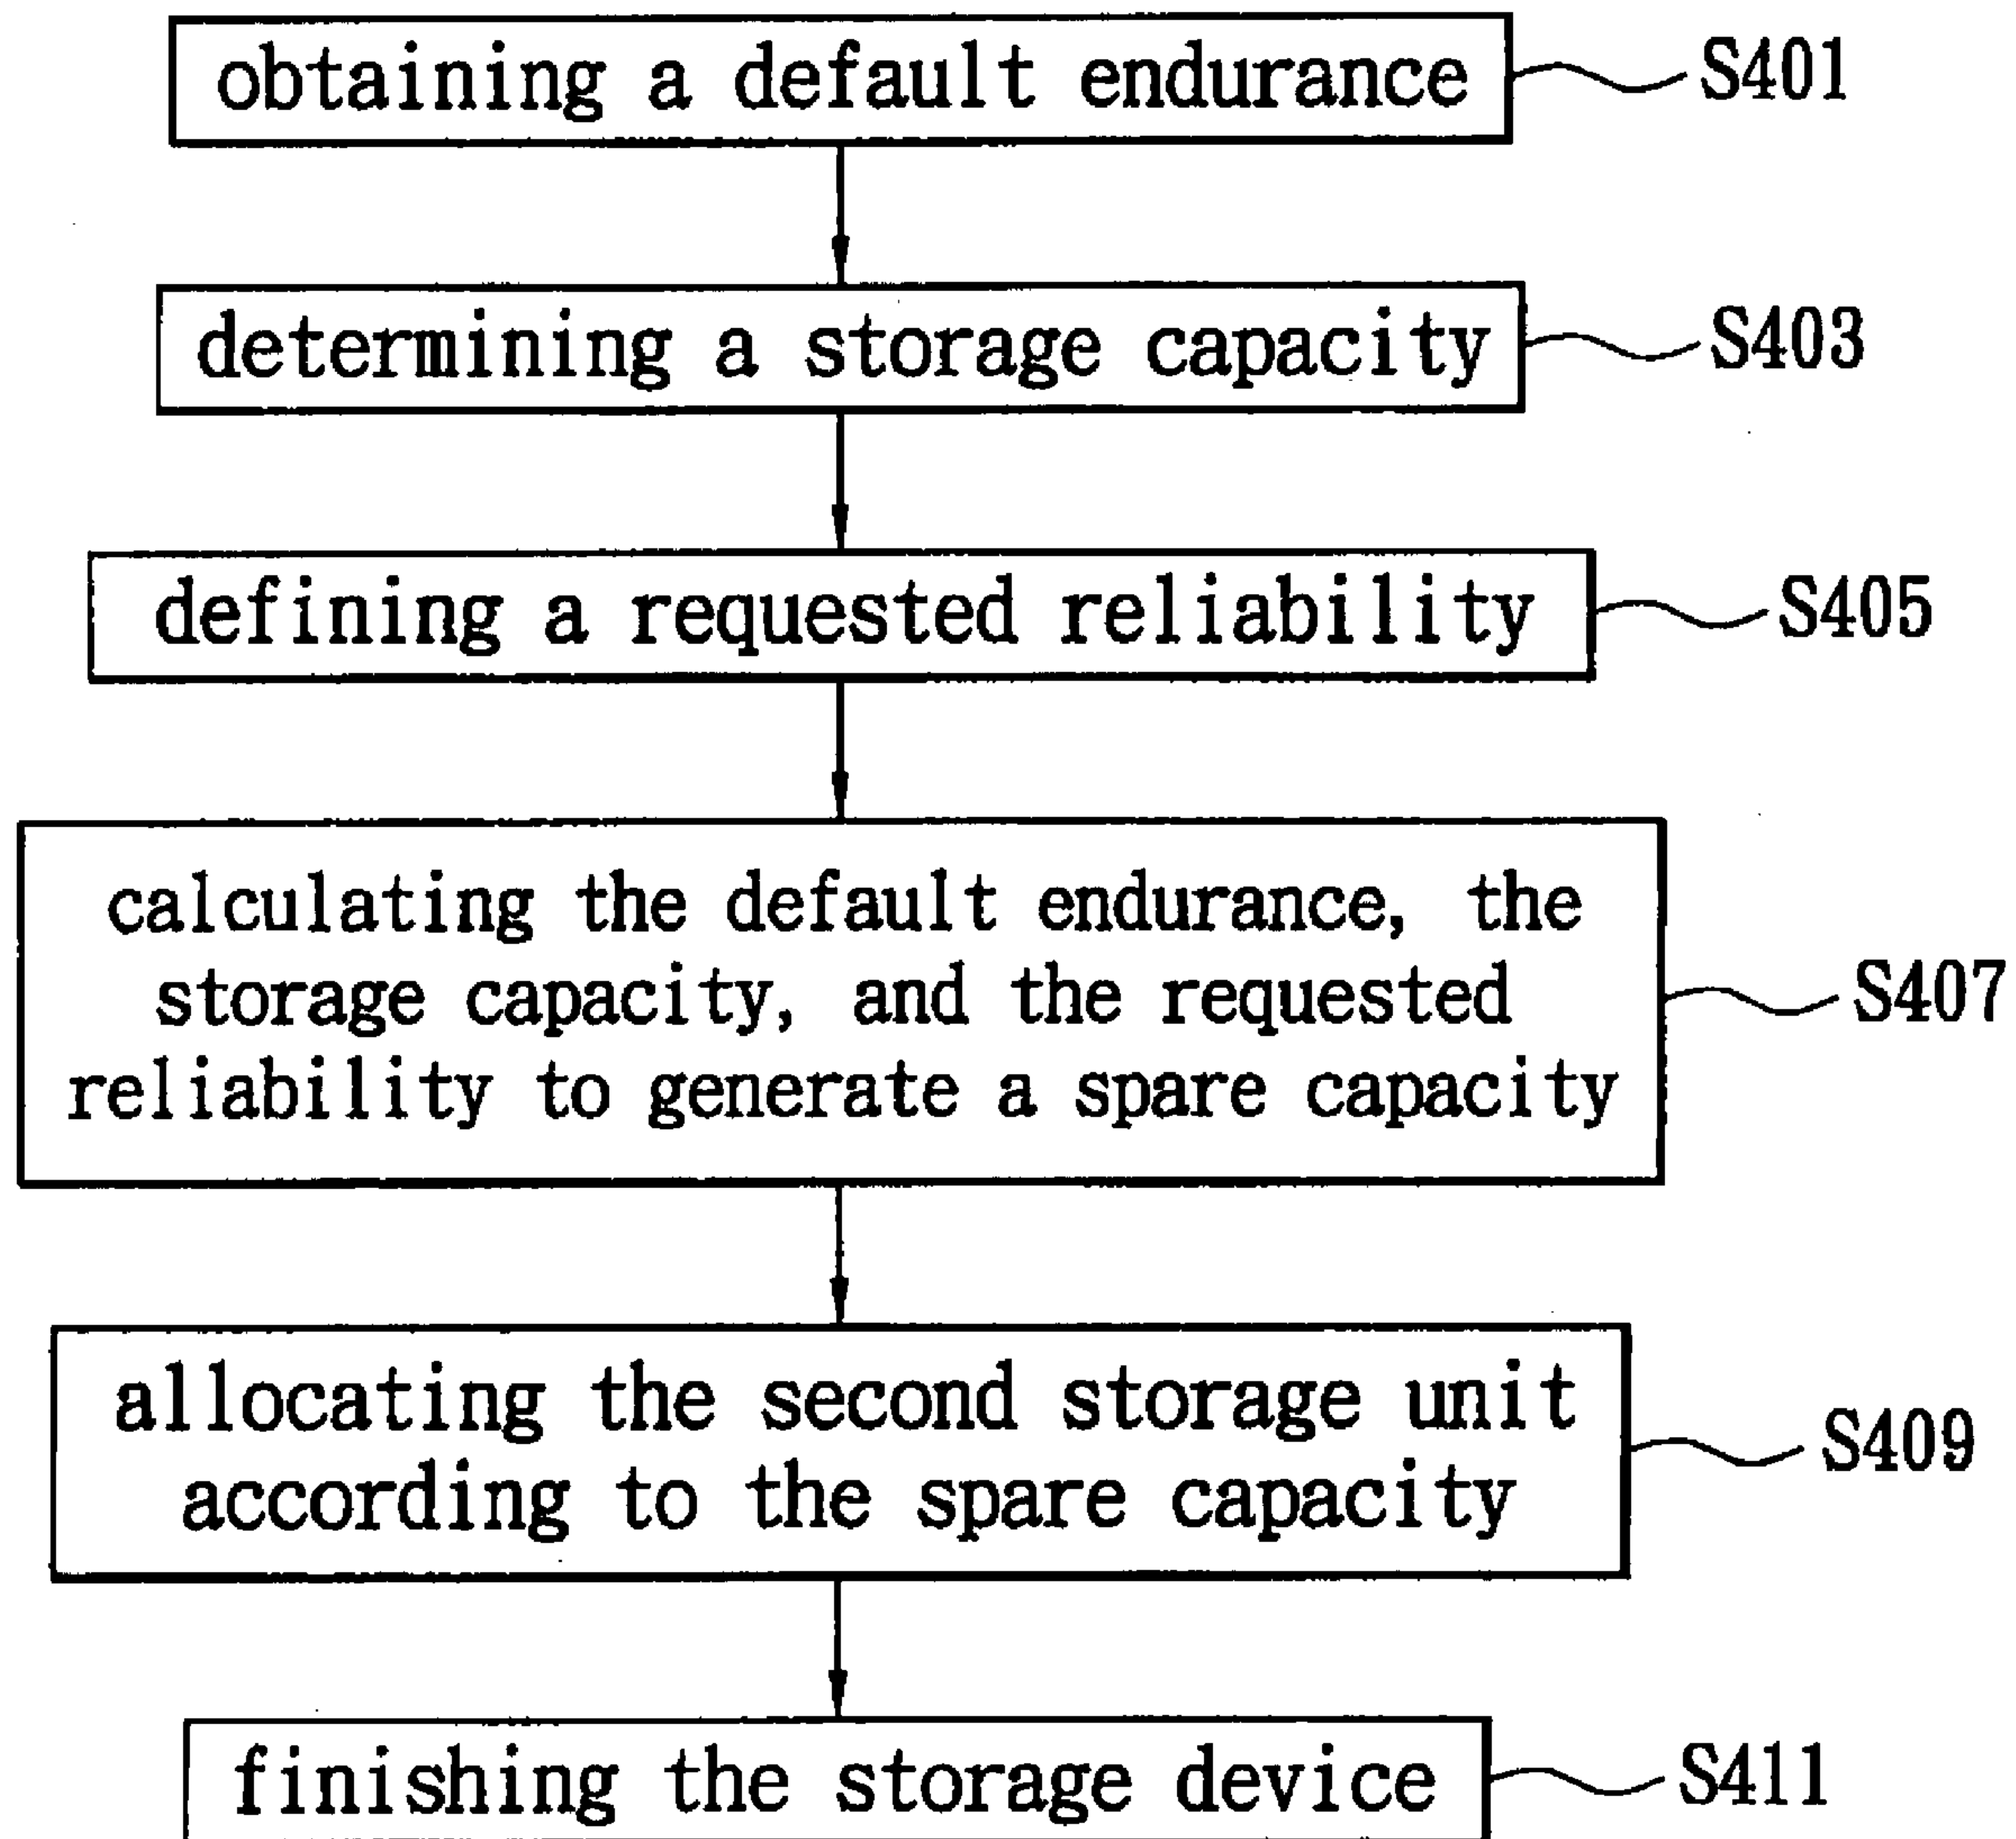 obtaining a default endurance S401
determining a storage capacity S403
defining a requested reliability S405
calculating the default endurance, the
storage capacity, and the requested S407
reliability to generate a spare capacity
allocating the second storage unit
S409
according to the spare capacity
finishing the storage device S411